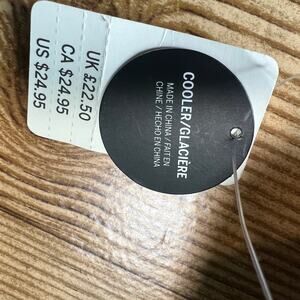 COOLER/GLACIÈRE
MADE IN CHINA / FAIT EN
CHINE / HECHO EN CHINA
UK £22.50
CA $24.95
US $24.95